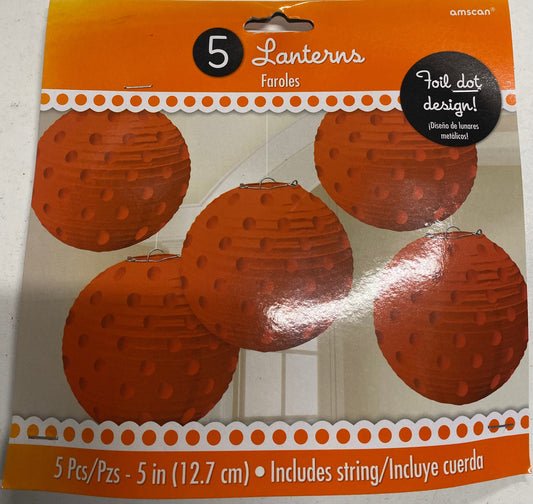 amscan®
5 Lanterns
Faroles
Foil dot
design!
¡Diseño de lunares
metálicos!
5 Pcs/Pzs - 5 in (12.7 cm) • Includes string/Incluye cuerda